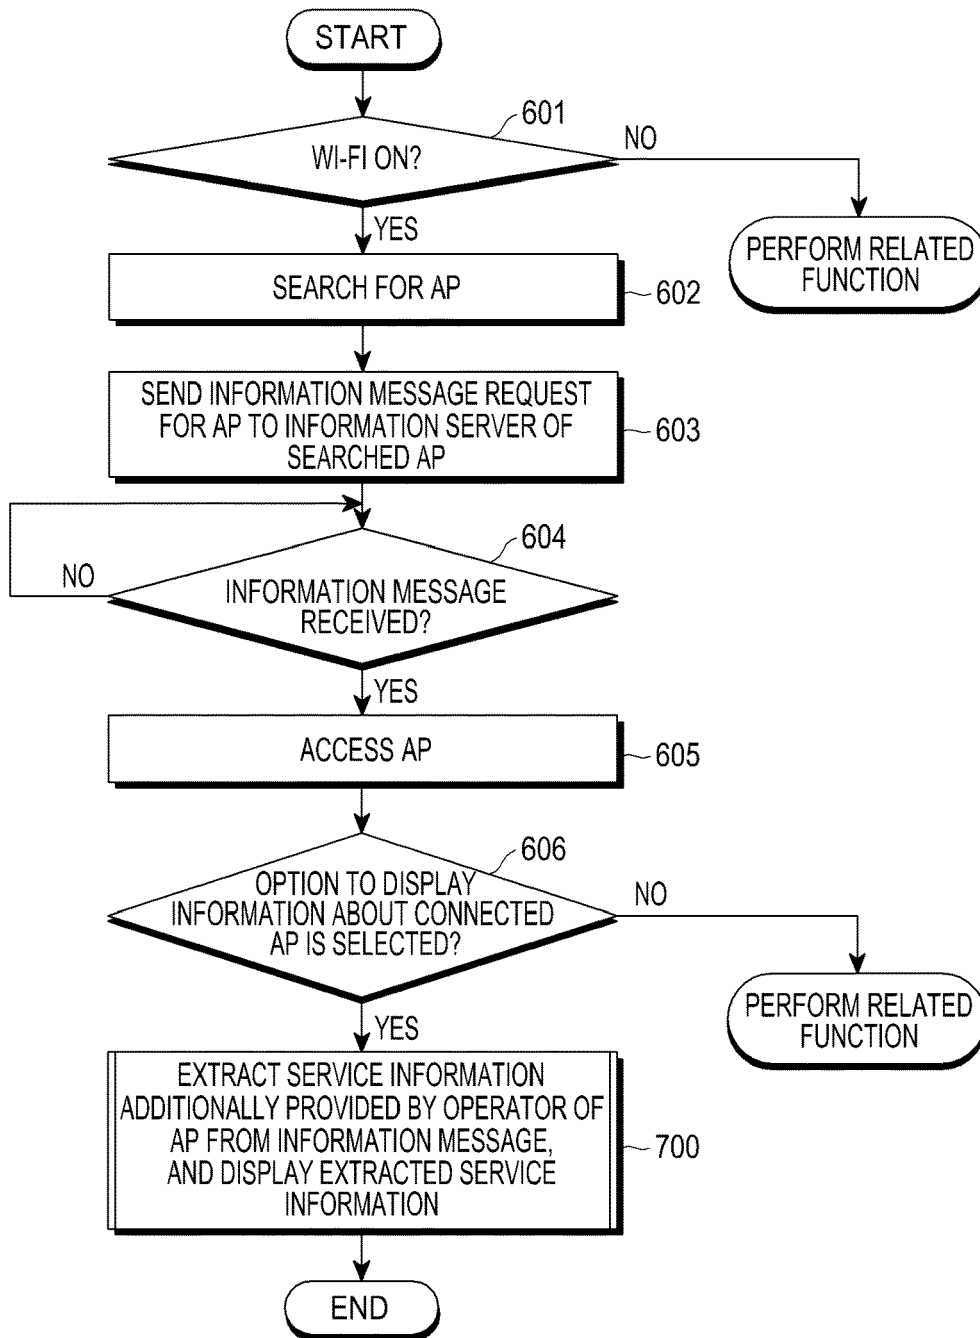 START
601
WI-FI ON?
NO
YES
PERFORM RELATED
FUNCTION
SEARCH FOR AP
602
SEND INFORMATION MESSAGE REQUEST
FOR AP TO INFORMATION SERVER OF
SEARCHED AP
603
604
NO
INFORMATION MESSAGE
RECEIVED?
YES
ACCESS AP
605
606
OPTION TO DISPLAY
INFORMATION ABOUT CONNECTED
AP IS SELECTED?
NO
YES
PERFORM RELATED
FUNCTION
EXTRACT SERVICE INFORMATION
ADDITIONALLY PROVIDED BY OPERATOR OF
AP FROM INFORMATION MESSAGE,
AND DISPLAY EXTRACTED SERVICE
INFORMATION
700
END